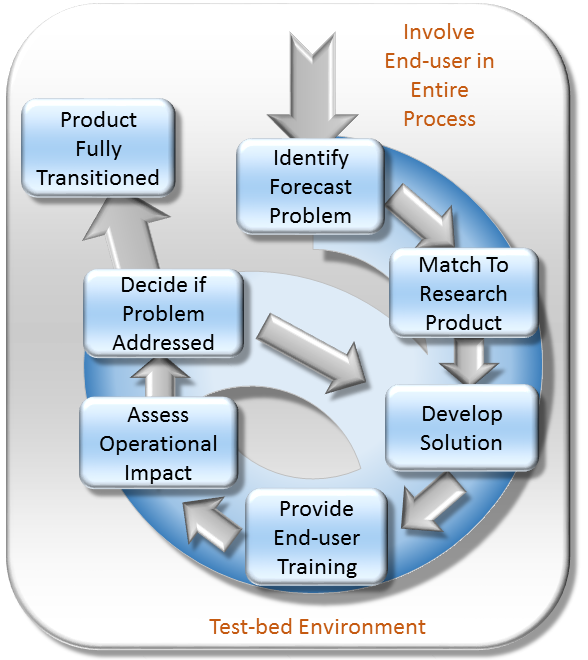 Involve
End-user in
Entire
Process
Identify
Forecast
Problem
Match To
Research
Product
Develop
Solution
Provide
End-user
Training
Assess
Operational
Impact
Decide if
Problem
Addressed
Product
Fully
Transitioned
Test-bed Environment